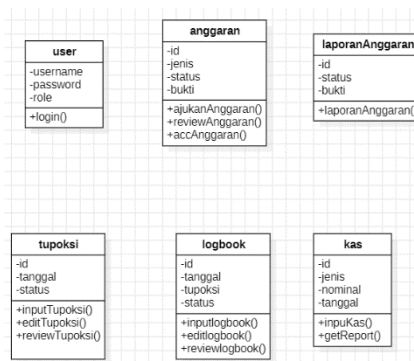 user
-username
-password
-role
+login()
anggaran
-id
-jenis
-status
-bukti
+ajukanAnggaran()
+reviewAnggaran()
+accAnggaran()
laporanAnggaran
-id
-status
-bukti
+laporanAnggaran()
tupoksi
-id
-tanggal
-status
+inputTupoksi()
+editTupoksi()
+reviewTupoksi()
logbook
-id
-tanggal
-tupoksi
-status
+inputlogbook()
+editlogbook()
+reviewlogbook()
kas
-id
-jenis
-nominal
-tanggal
+inpuKas()
+getReport()